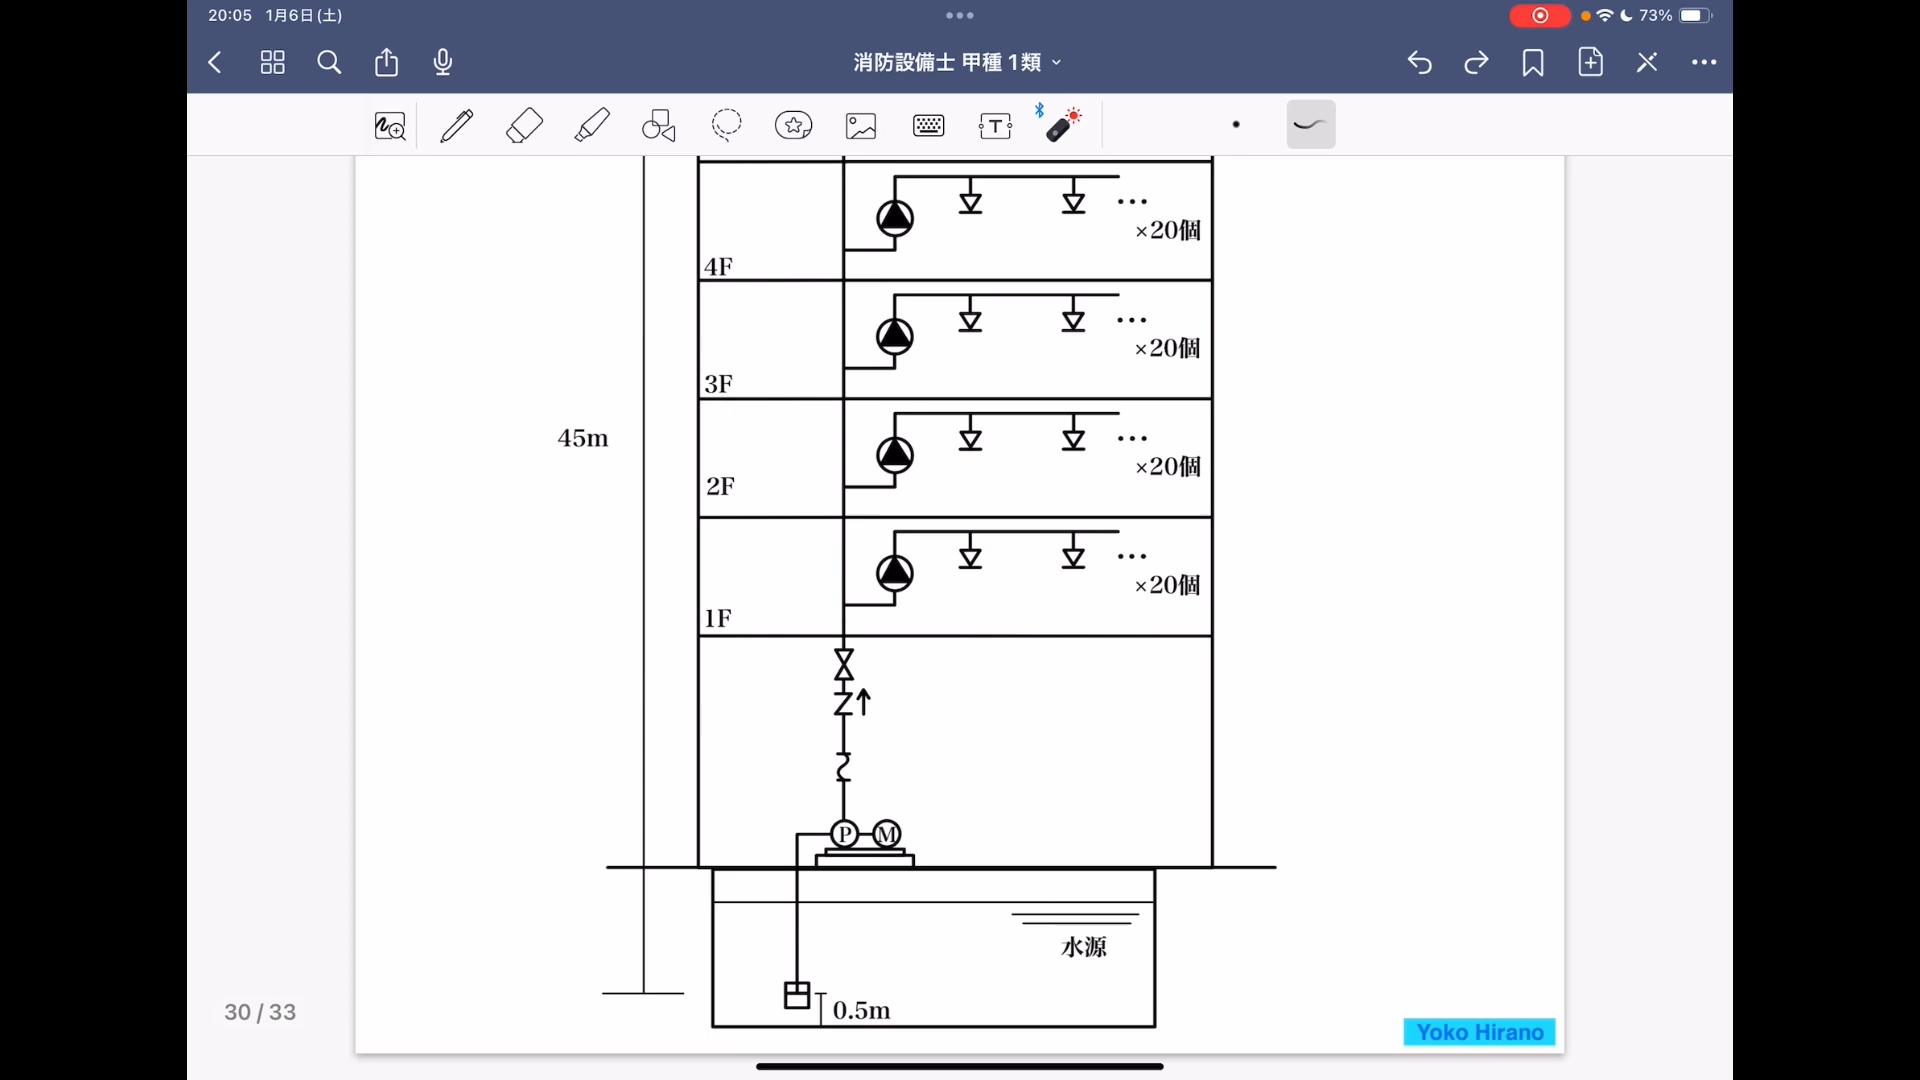 20:05 1月6日(土)
73%
消防設備士 甲種 1類
T
×20個
4F
×20個
3F
45m
×20個
2F
×20個
1F
P M
水源
0.5m
30 / 33
Yoko Hirano